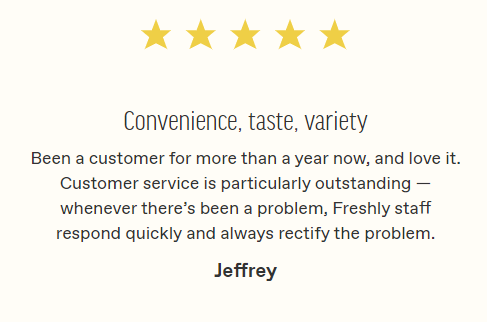 Convenience, taste, variety
Been a customer for more than a year now, and love it.
Customer service is particularly outstanding —
whenever there’s been a problem, Freshly staff
respond quickly and always rectify the problem.
Jeffrey